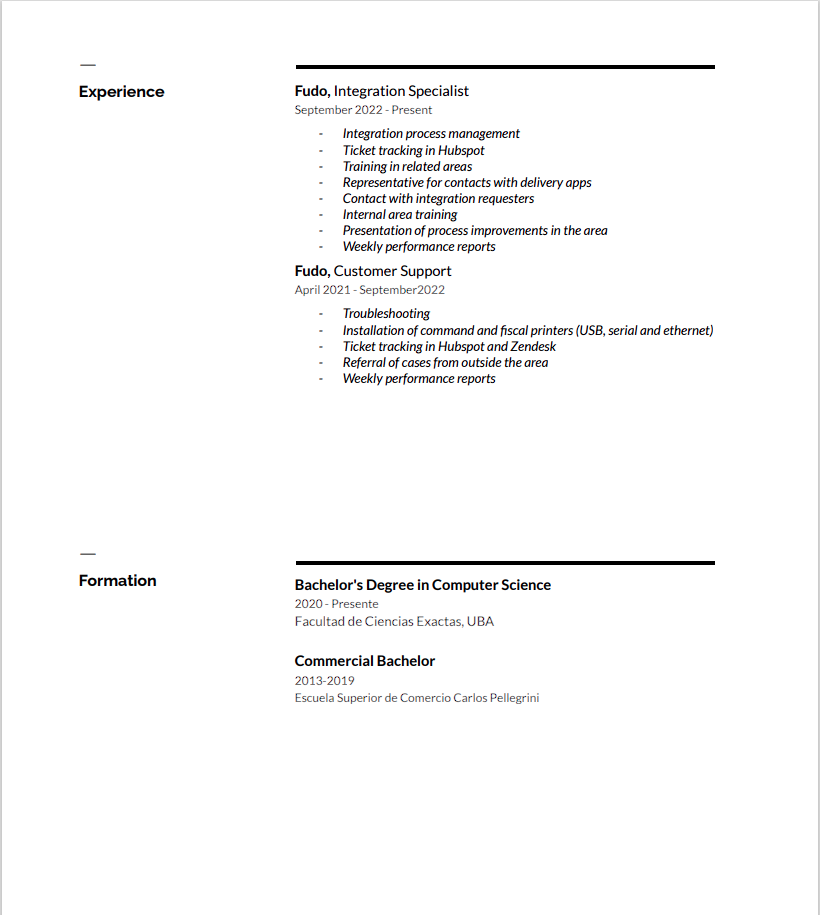 —
Experience
Fudo, Integration Specialist
September 2022 - Present
- Integration process management
- Ticket tracking in Hubspot
- Training in related areas
- Representative for contacts with delivery apps
- Contact with integration requesters
- Internal area training
- Presentation of process improvements in the area
- Weekly performance reports
Fudo, Customer Support
April 2021 - September2022
- Troubleshooting
- Installation of command and fiscal printers (USB, serial and ethernet)
- Ticket tracking in Hubspot and Zendesk
- Referral of cases from outside the area
- Weekly performance reports
—
Formation
Bachelor's Degree in Computer Science
2020 - Presente
Facultad de Ciencias Exactas, UBA
Commercial Bachelor
2013-2019
Escuela Superior de Comercio Carlos Pellegrini